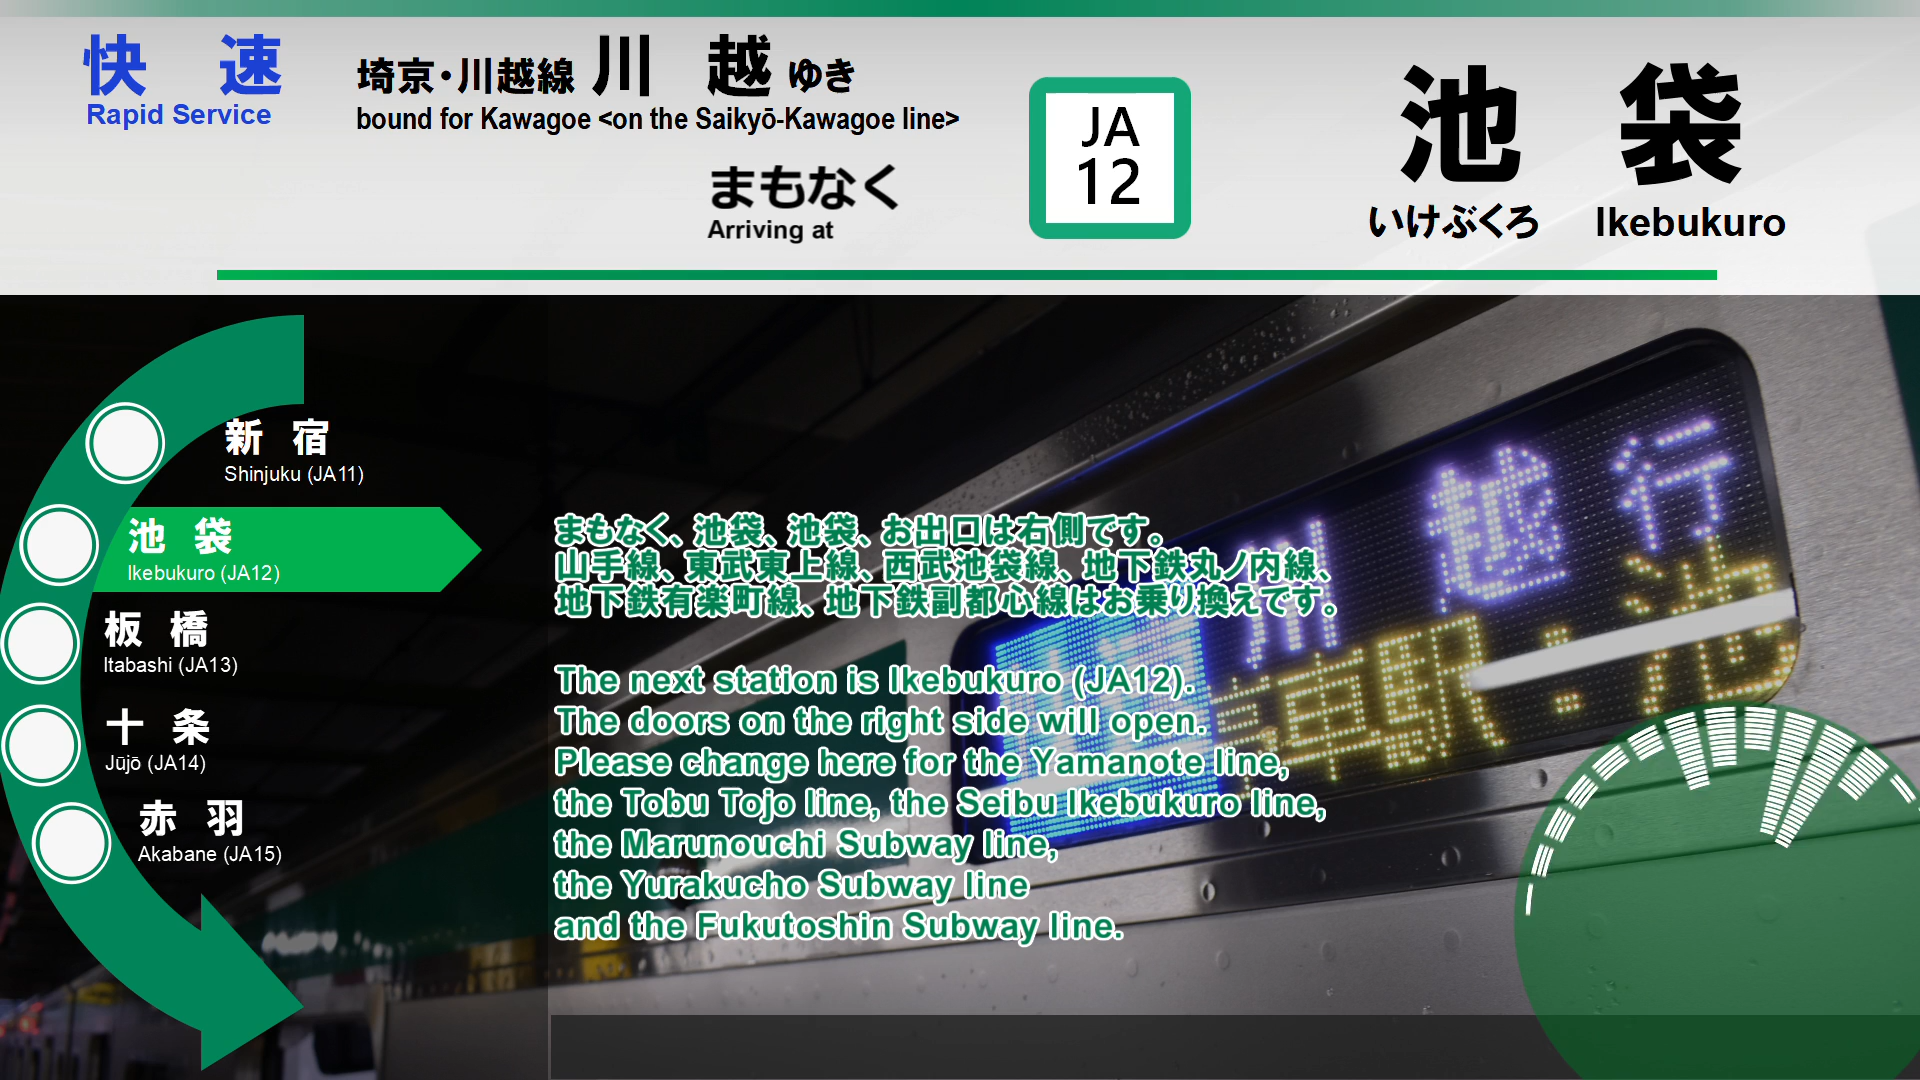 快速
Rapid Service
埼京・川越線 川越 ゆき
bound for Kawagoe <on the Saikyō-Kawagoe line>
まもなく
Arriving at
JA
12
池袋
いけぶくろ Ikebukuro
新宿
Shinjuku (JA11)
池袋
Ikebukuro (JA12)
板橋
Itabashi (JA13)
十条
Jūjō (JA14)
赤羽
Akabane (JA15)
まもなく、池袋、池袋、お出口は右側です。
山手線、東武東上線、西武池袋線、地下鉄丸ノ内線、
地下鉄有楽町線、地下鉄副都心線はお乗り換えです。
The next station is Ikebukuro (JA12).
The doors on the right side will open.
Please change here for the Yamanote line,
the Tobu Tojo line, the Seibu Ikebukuro line,
the Marunouchi Subway line,
the Yurakucho Subway line
and the Fukutoshin Subway line.
川越行
車駅:池